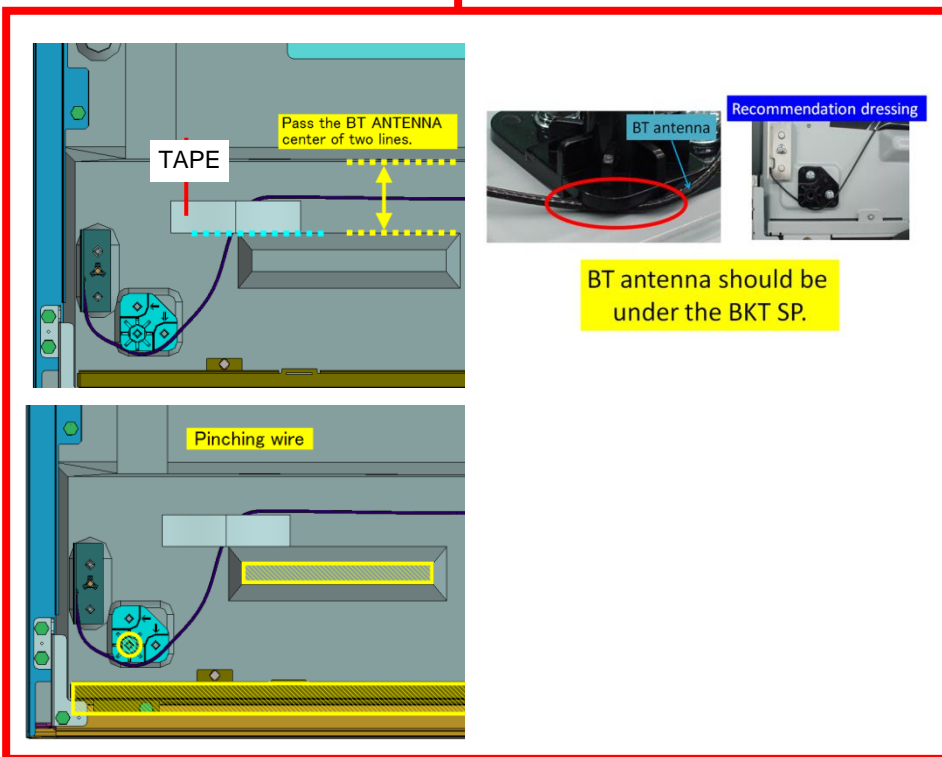 Pass the BT ANTENNA
center of two lines.
TAPE
BT antenna
Recommendation dressing
BT antenna should be
under the BKT SP.
Pinching wire